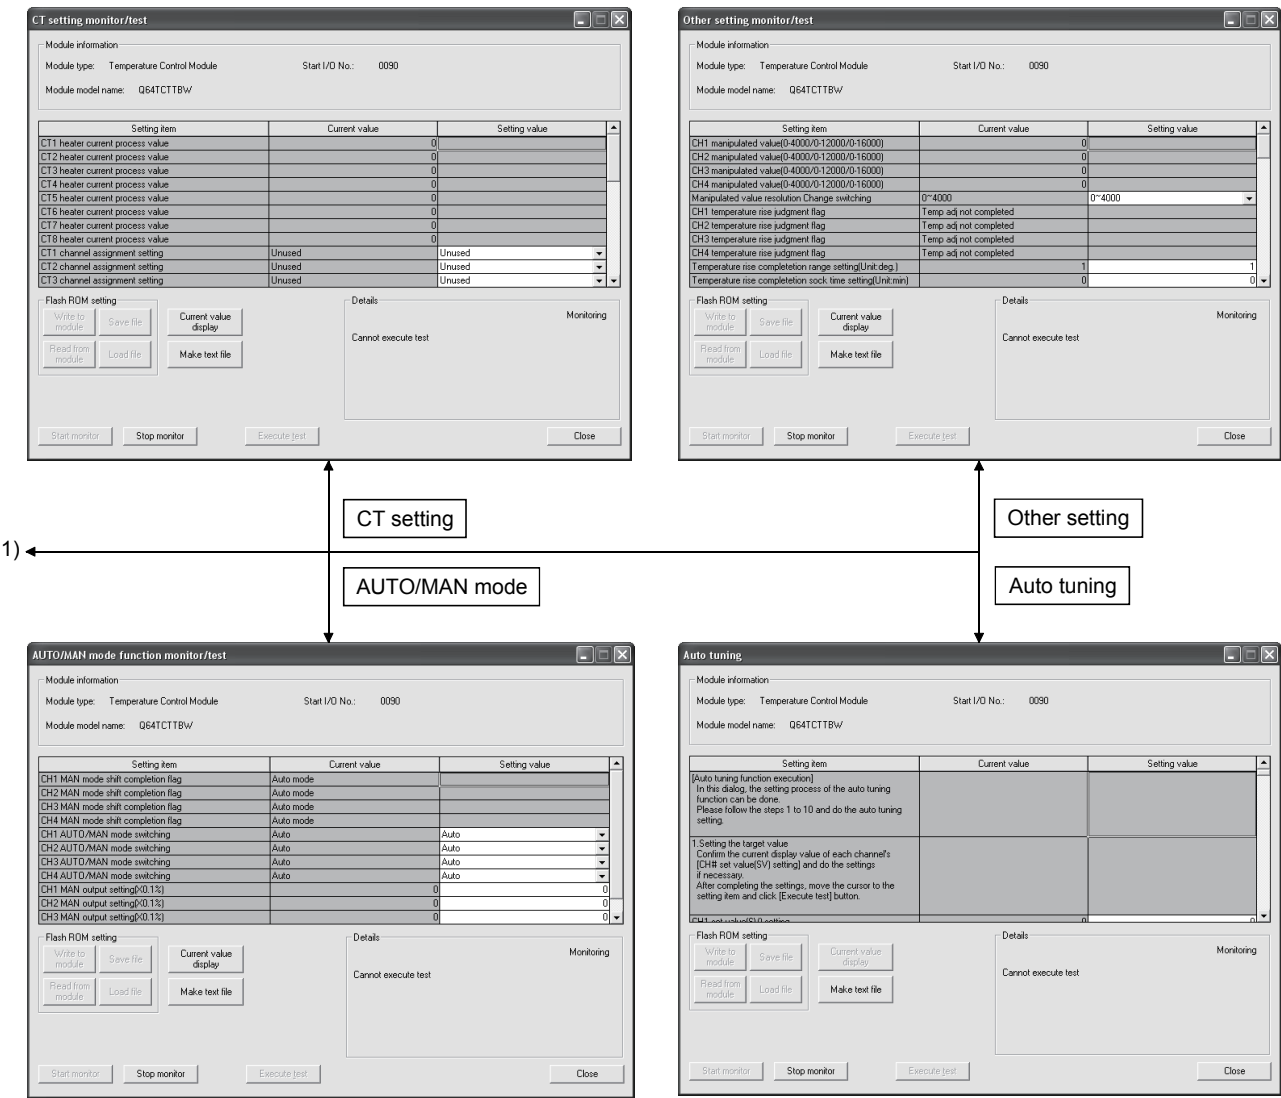 CT setting monitor/test
Module information
Module type: Temperature Control Module Start I/O No.: 0090
Module model name: Q64TCTTBW
Setting item Current value Setting value
CT1 heater current process value 0
CT2 heater current process value 0
CT3 heater current process value 0
CT4 heater current process value 0
CT5 heater current process value 0
CT6 heater current process value 0
CT7 heater current process value 0
CT8 heater current process value 0
CT1 channel assignment setting Unused Unused
CT2 channel assignment setting Unused Unused
CT3 channel assignment setting Unused Unused
Flash ROM setting
Write to
module
Save file
Current value
display
Read from
module
Load file
Make text file
Details
Monitoring
Cannot execute test
Start monitor Stop monitor Execute test Close
Other setting monitor/test
Module information
Module type: Temperature Control Module Start I/O No.: 0090
Module model name: Q64TCTTBW
Setting item Current value Setting value
CH1 manipulated value(0-4000/0-12000/0-16000) 0
CH2 manipulated value(0-4000/0-12000/0-16000) 0
CH3 manipulated value(0-4000/0-12000/0-16000) 0
CH4 manipulated value(0-4000/0-12000/0-16000) 0
Manipulated value resolution Change switching 0~4000 0~4000
CH1 temperature rise judgment flag Temp adj not completed
CH2 temperature rise judgment flag Temp adj not completed
CH3 temperature rise judgment flag Temp adj not completed
CH4 temperature rise judgment flag Temp adj not completed
Temperature rise completetion range setting(Unit:deg.) 1 1
Temperature rise completetion sock time setting(Unit:min) 0 0
Flash ROM setting
Write to
module
Save file
Current value
display
Read from
module
Load file
Make text file
Details
Monitoring
Cannot execute test
Start monitor Stop monitor Execute test Close
CT setting
Other setting
1)
AUTO/MAN mode
Auto tuning
AUTO/MAN mode function monitor/test
Module information
Module type: Temperature Control Module Start I/O No.: 0090
Module model name: Q64TCTTBW
Setting item Current value Setting value
CH1 MAN mode shift completion flag Auto mode
CH2 MAN mode shift completion flag Auto mode
CH3 MAN mode shift completion flag Auto mode
CH4 MAN mode shift completion flag Auto mode
CH1 AUTO/MAN mode switching Auto Auto
CH2 AUTO/MAN mode switching Auto Auto
CH3 AUTO/MAN mode switching Auto Auto
CH4 AUTO/MAN mode switching Auto Auto
CH1 MAN output setting(X0.1%) 0 0
CH2 MAN output setting(X0.1%) 0 0
CH3 MAN output setting(X0.1%) 0 0
Flash ROM setting
Write to
module
Save file
Current value
display
Read from
module
Load file
Make text file
Details
Monitoring
Cannot execute test
Start monitor Stop monitor Execute test Close
Auto tuning
Module information
Module type: Temperature Control Module Start I/O No.: 0090
Module model name: Q64TCTTBW
Setting item Current value Setting value
[Auto tuning function execution]
In this dialog, the setting process of the auto tuning
function can be done.
Please follow the steps 1 to 10 and do the auto tuning
setting.
1.Setting the target value
Confirm the current display value of each channel's
[CH# set value(SV) setting] and do the settings
if necessary.
After completing the settings, move the cursor to the
setting item and click [Execute test] button.
CH1 set value(SV) setting 0 0
Flash ROM setting
Write to
module
Save file
Current value
display
Read from
module
Load file
Make text file
Details
Monitoring
Cannot execute test
Start monitor Stop monitor Execute test Close